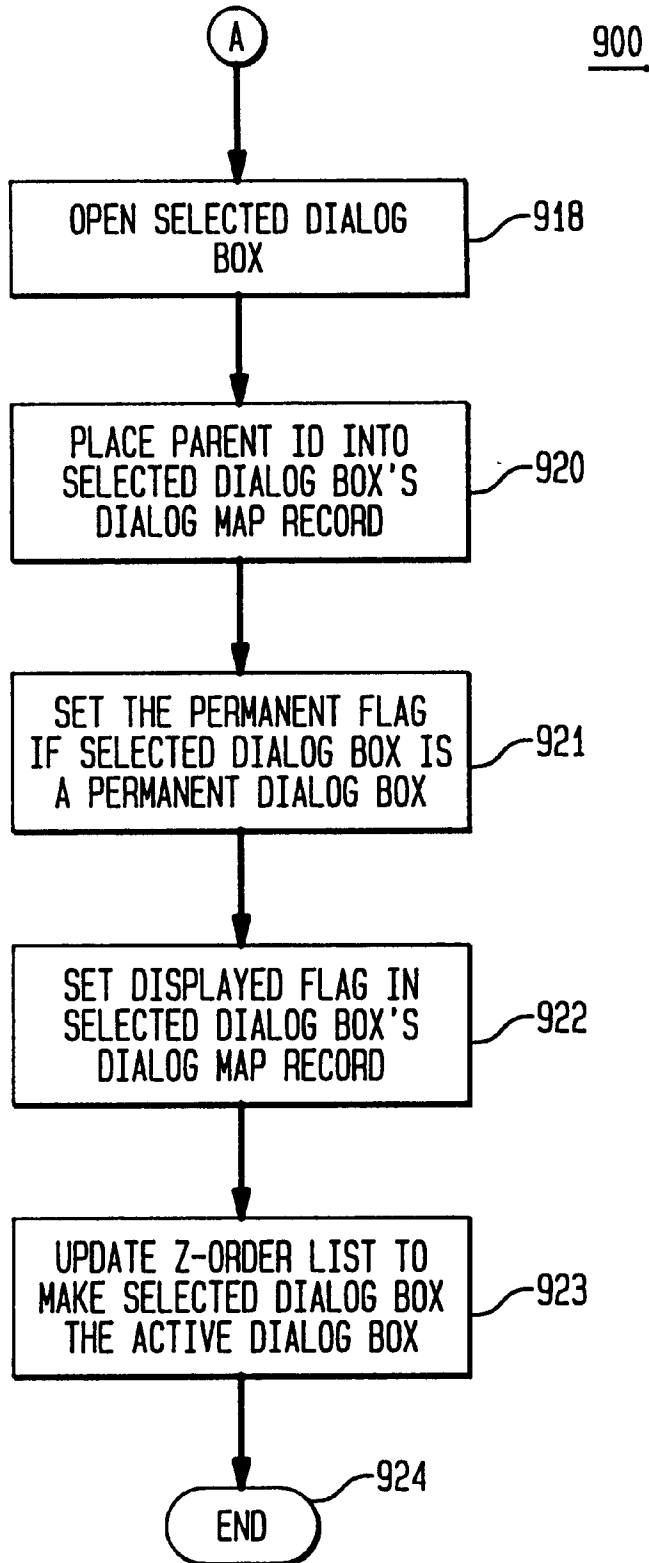 A
900
OPEN SELECTED DIALOG
BOX
918
PLACE PARENT ID INTO
SELECTED DIALOG BOX'S
DIALOG MAP RECORD
920
SET THE PERMANENT FLAG
IF SELECTED DIALOG BOX IS
A PERMANENT DIALOG BOX
921
SET DISPLAYED FLAG IN
SELECTED DIALOG BOX'S
DIALOG MAP RECORD
922
UPDATE Z-ORDER LIST TO
MAKE SELECTED DIALOG BOX
THE ACTIVE DIALOG BOX
923
END
924